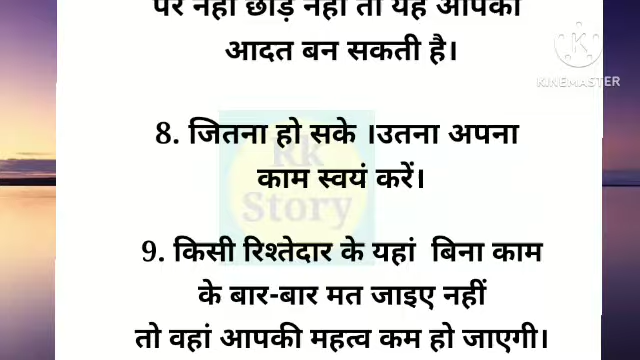 पर नहीं छोड़े नहीं तो यह आपकी
आदत बन सकती है।
KINEMASTER
8. जितना हो सके ।उतना अपना
काम स्वयं करें।
Rk
Story
9. किसी रिश्तेदार के यहां बिना काम
के बार-बार मत जाइए नहीं
तो वहां आपकी महत्व कम हो जाएगी।